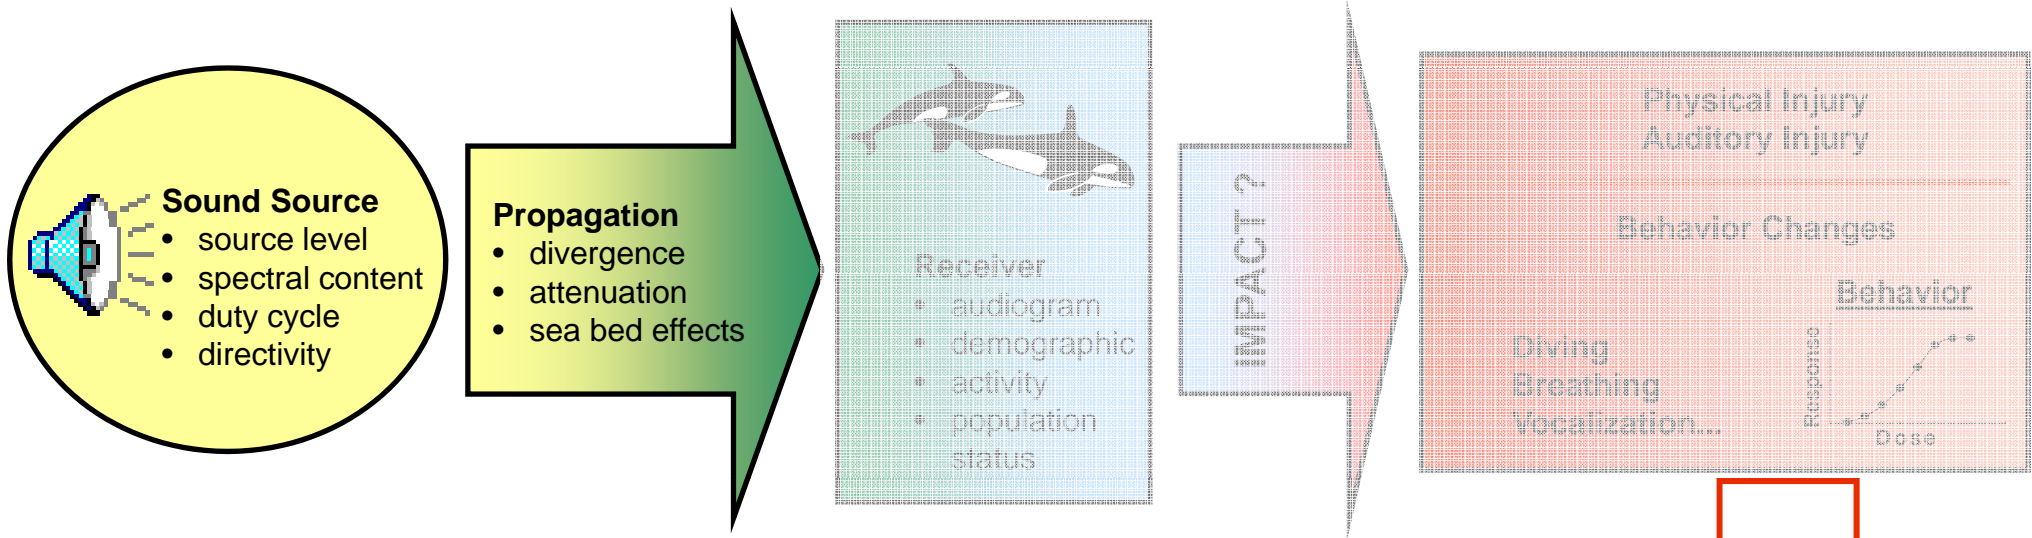 Sound Source
• source level
• spectral content
• duty cycle
• directivity
Propagation
• divergence
• attenuation
• sea bed effects
Receiver
• audiogram
• demographic
• activity
• population
status
IMPACT ?
Physical Injury
Auditory Injury
Behavior Changes
Diving
Breathing
Vocalization...
Behavior
Response
Dose